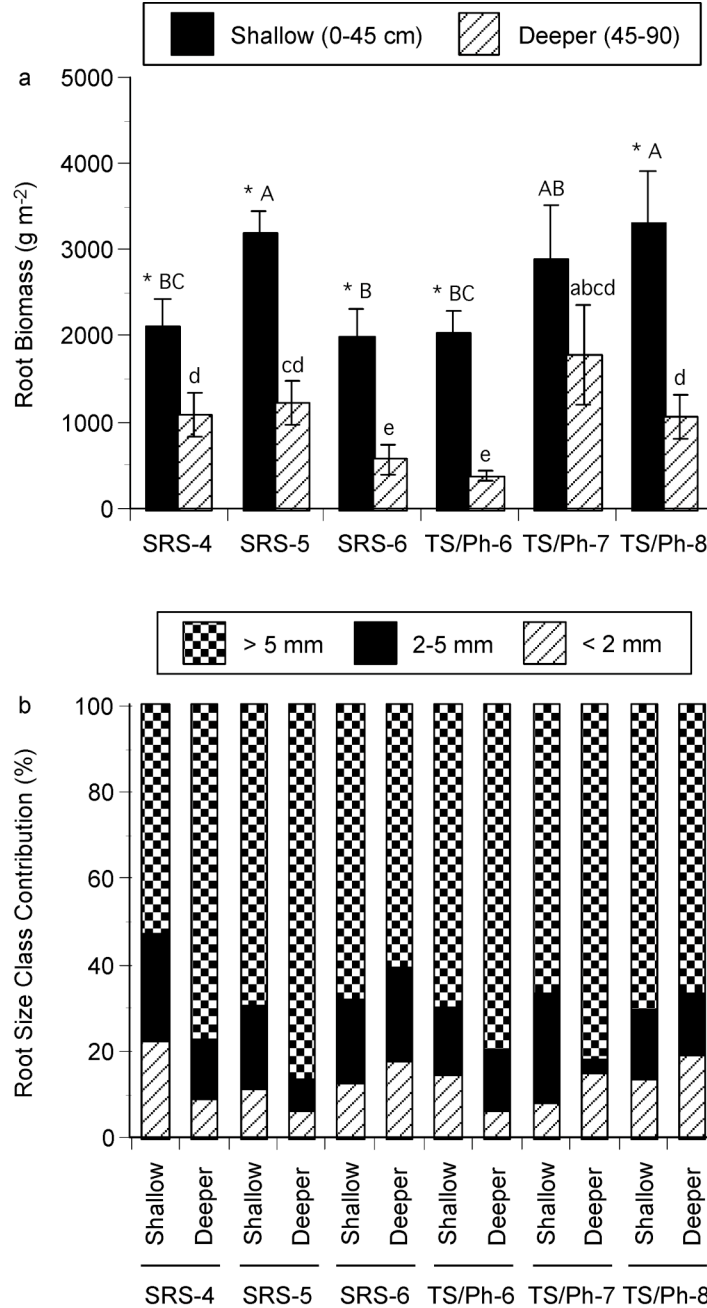 Shallow (0-45 cm) Deeper (45-90)
a
5000
4000
3000
2000
1000
0
Root Biomass (g m-2)
* BC
d
* A
cd
* B
e
* BC
e
AB
abcd
* A
d
SRS-4 SRS-5 SRS-6 TS/Ph-6 TS/Ph-7 TS/Ph-8
> 5 mm 2-5 mm < 2 mm
b
100
80
60
40
20
0
Root Size Class Contribution (%)
Shallow Deeper Shallow Deeper Shallow Deeper Shallow Deeper Shallow Deeper Shallow Deeper
SRS-4 SRS-5 SRS-6 TS/Ph-6 TS/Ph-7 TS/Ph-8